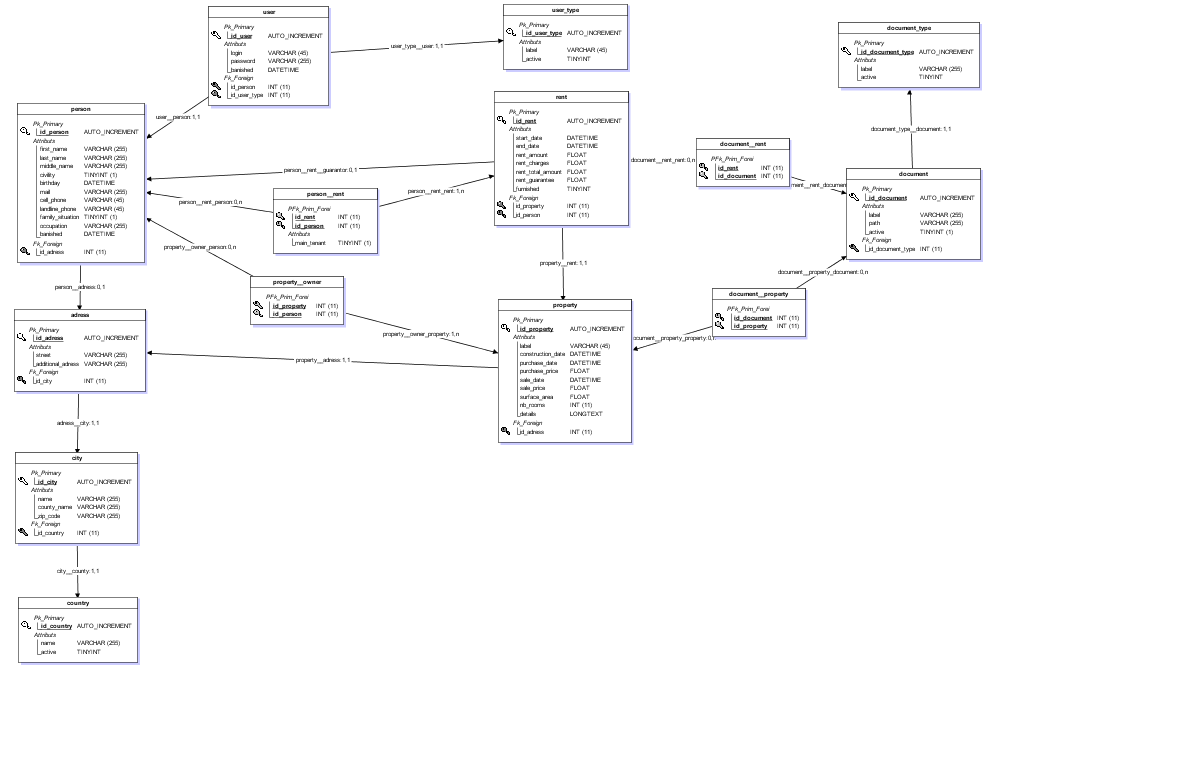 user
Pk_Primary
id_user AUTO_INCREMENT
Attributs
login VARCHAR (45)
password VARCHAR (255)
banished DATETIME
Fk_Foreign
id_person INT (11)
id_user_type INT (11)
user_type__user:1,1
user_type
Pk_Primary
id_user_type AUTO_INCREMENT
Attributs
label VARCHAR (45)
active TINYINT
document_type
Pk_Primary
id_document_type AUTO_INCREMENT
Attributs
label VARCHAR (255)
active TINYINT
document_type__document:1,1
user__person:1,1
person
Pk_Primary
id_person AUTO_INCREMENT
Attributs
first_name VARCHAR (255)
last_name VARCHAR (255)
middle_name VARCHAR (255)
civility TINYINT (1)
birthday DATETIME
mail VARCHAR (255)
cell_phone VARCHAR (45)
landline_phone VARCHAR (45)
family_situation TINYINT (1)
occupation VARCHAR (255)
banished DATETIME
Fk_Foreign
id_adress INT (11)
person__rent__guarantor:0,1
rent
Pk_Primary
id_rent AUTO_INCREMENT
Attributs
start_date DATETIME
end_date DATETIME
rent_amount FLOAT
rent_charges FLOAT
rent_total_amount FLOAT
rent_guarantee FLOAT
furnished TINYINT
Fk_Foreign
id_property INT (11)
id_person INT (11)
document__rent_rent:0,n
document__rent
PFk_Prim_Forei
id_rent INT (11)
id_document INT (11)
ment__rent_documen
document
Pk_Primary
id_document AUTO_INCREMENT
Attributs
label VARCHAR (255)
path VARCHAR (255)
active TINYINT (1)
Fk_Foreign
id_document_type INT (11)
person__rent_person:0,n
person__rent
PFk_Prim_Forei
id_rent INT (11)
id_person INT (11)
Attributs
main_tenant TINYINT (1)
person__rent_rent:1,n
property__owner_person:0,n
property__owner
PFk_Prim_Forei
id_property INT (11)
id_person INT (11)
property__owner_property:1,n
property__rent:1,1
document__property_document:0,n
document__property
PFk_Prim_Forei
id_document INT (11)
id_property INT (11)
ocument__property_property:0,n
person__adress:0,1
adress
Pk_Primary
id_adress AUTO_INCREMENT
Attributs
street VARCHAR (255)
additional_adress VARCHAR (255)
Fk_Foreign
id_city INT (11)
property__adress:1,1
property
Pk_Primary
id_property AUTO_INCREMENT
Attributs
label VARCHAR (45)
construction_date DATETIME
purchase_date DATETIME
purchase_price FLOAT
sale_date DATETIME
sale_price FLOAT
surface_area FLOAT
nb_rooms INT (11)
details LONGTEXT
Fk_Foreign
id_adress INT (11)
adress__city:1,1
city
Pk_Primary
id_city AUTO_INCREMENT
Attributs
name VARCHAR (255)
county_name VARCHAR (255)
zip_code VARCHAR (255)
Fk_Foreign
id_country INT (11)
city__county:1,1
country
Pk_Primary
id_country AUTO_INCREMENT
Attributs
name VARCHAR (255)
active TINYINT